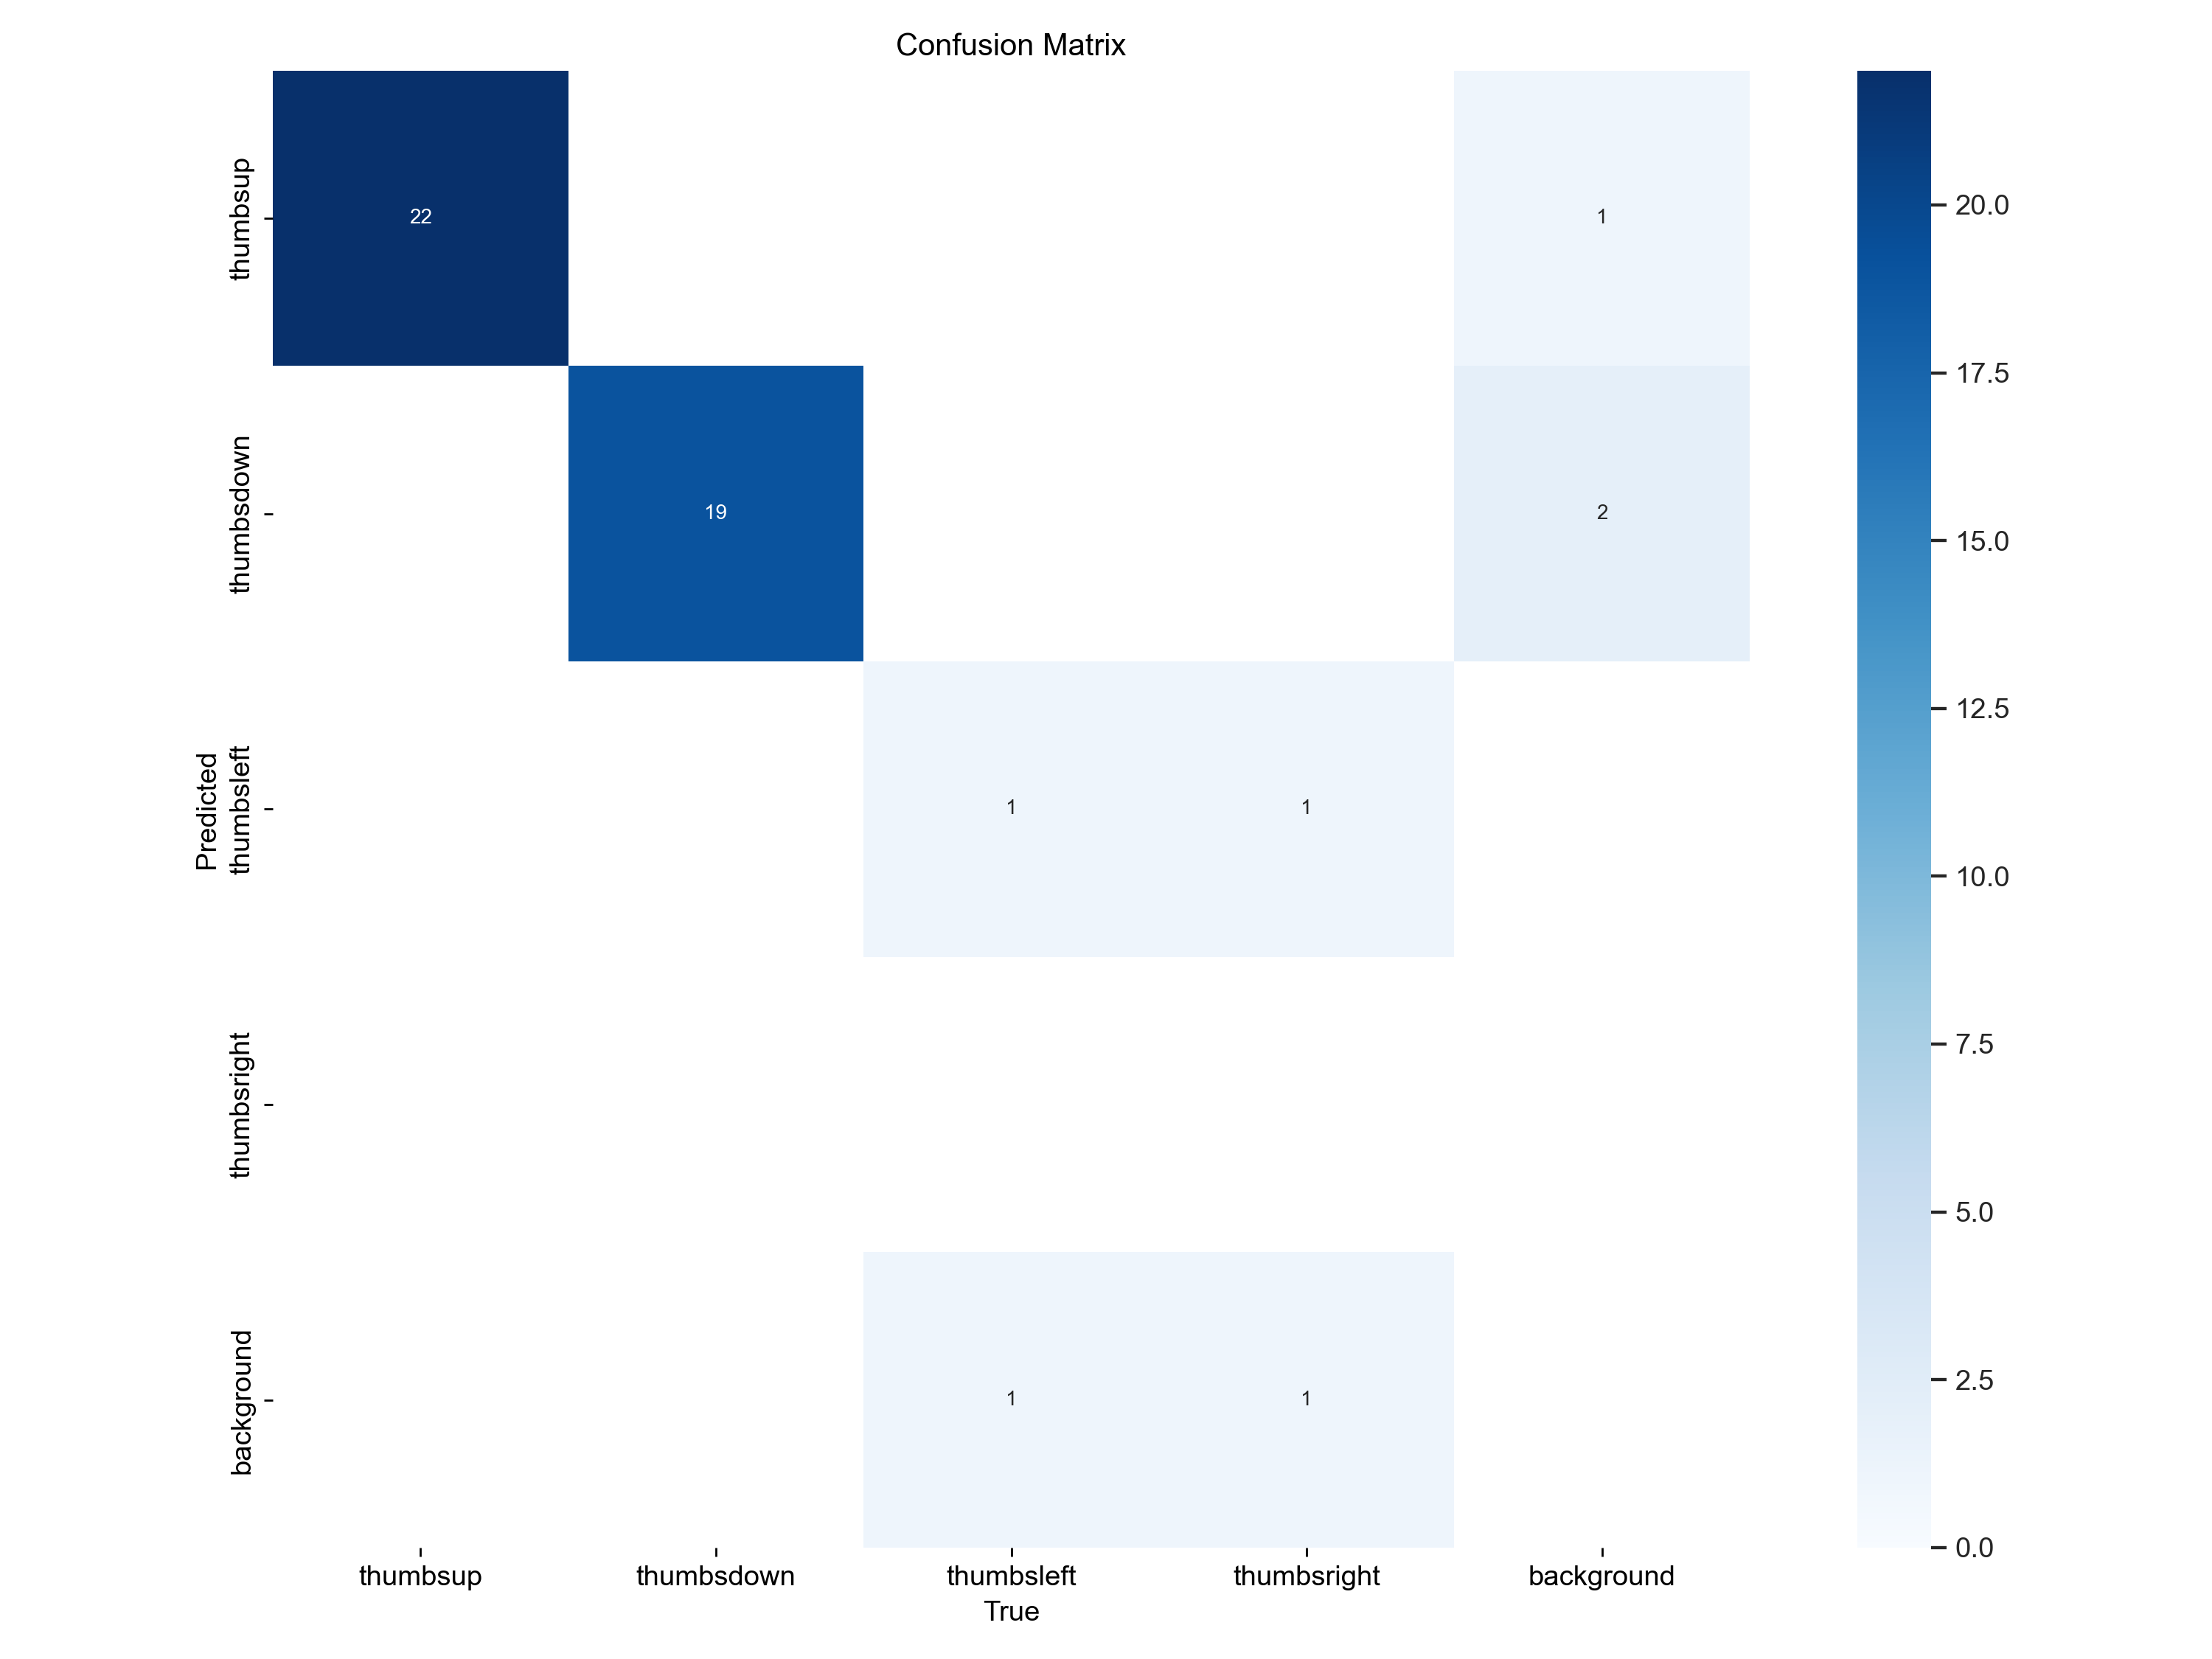 Confusion Matrix
thumbsup
22
1
20.0
17.5
thumbsdown
19
2
15.0
12.5
Predicted
thumbsleft
1
1
10.0
7.5
thumbsright
5.0
2.5
background
1
1
0.0
thumbsup thumbsdown thumbsleft thumbsright background
True